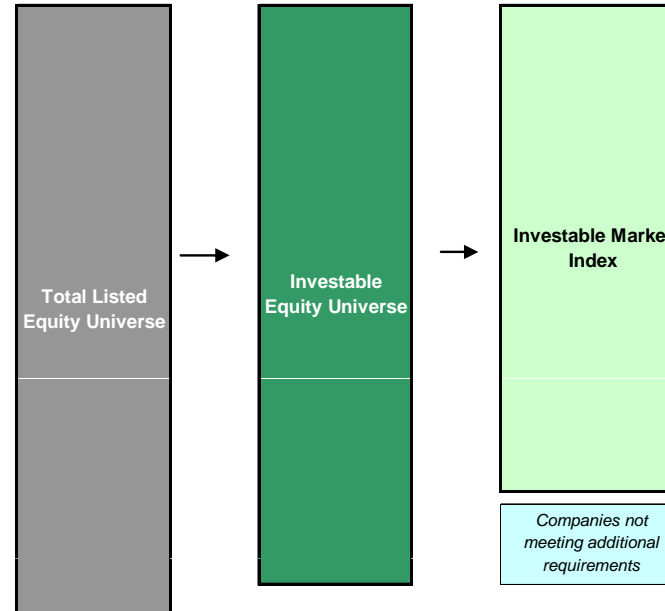 Total Listed
Equity Universe
Investable
Equity Universe
Investable Marke
Index
Companies not
meeting additional
requirements